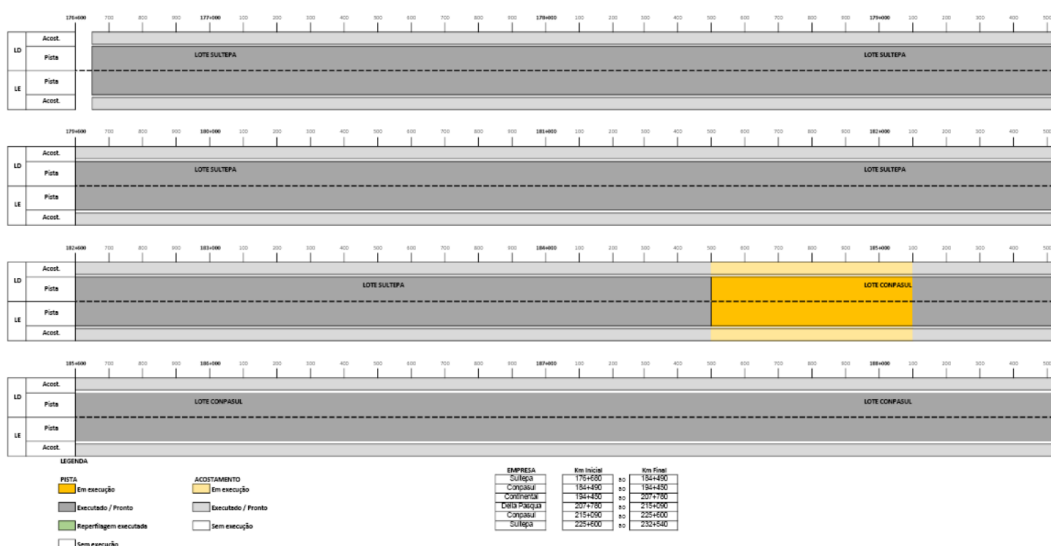 176+600 700 800 900 177+000 100 200 300 400 500 600 700 800 900 178+000 100 200 300 400 500 600 700 800 900 179+000 100 200 300 400 500
LD Acost.
Pista LOTE SULTEPA LOTE SULTEPA
LE Pista
Acost.
179+600 700 800 900 180+000 100 200 300 400 500 600 700 800 900 181+000 100 200 300 400 500 600 700 800 900 182+000 100 200 300 400 500
LD Acost.
Pista LOTE SULTEPA LOTE SULTEPA
LE Pista
Acost.
182+600 700 800 900 183+000 100 200 300 400 500 600 700 800 900 184+000 100 200 300 400 500 600 700 800 900 185+000 100 200 300 400 500
LD Acost.
Pista LOTE SULTEPA LOTE CONPASUL
LE Pista
Acost.
185+600 700 800 900 186+000 100 200 300 400 500 600 700 800 900 187+000 100 200 300 400 500 600 700 800 900 188+000 100 200 300 400 500
LD Acost.
Pista LOTE CONPASUL LOTE CONPASUL
LE Pista
Acost.
LEGENDA
PISTA ACOSTAMENTO
Em execução Em execução
Executado / Pronto Executado / Pronto
Reperfilagem executada Sem execução
Sem execução
EMPRESA Km Inicial Km Final
Sultepa 176+680 ao 184+490
Conpasul 184+490 ao 194+450
Continental 194+450 ao 207+780
Della Pasqua 207+780 ao 215+090
Conpasul 215+090 ao 225+600
Sultepa 225+600 ao 232+540